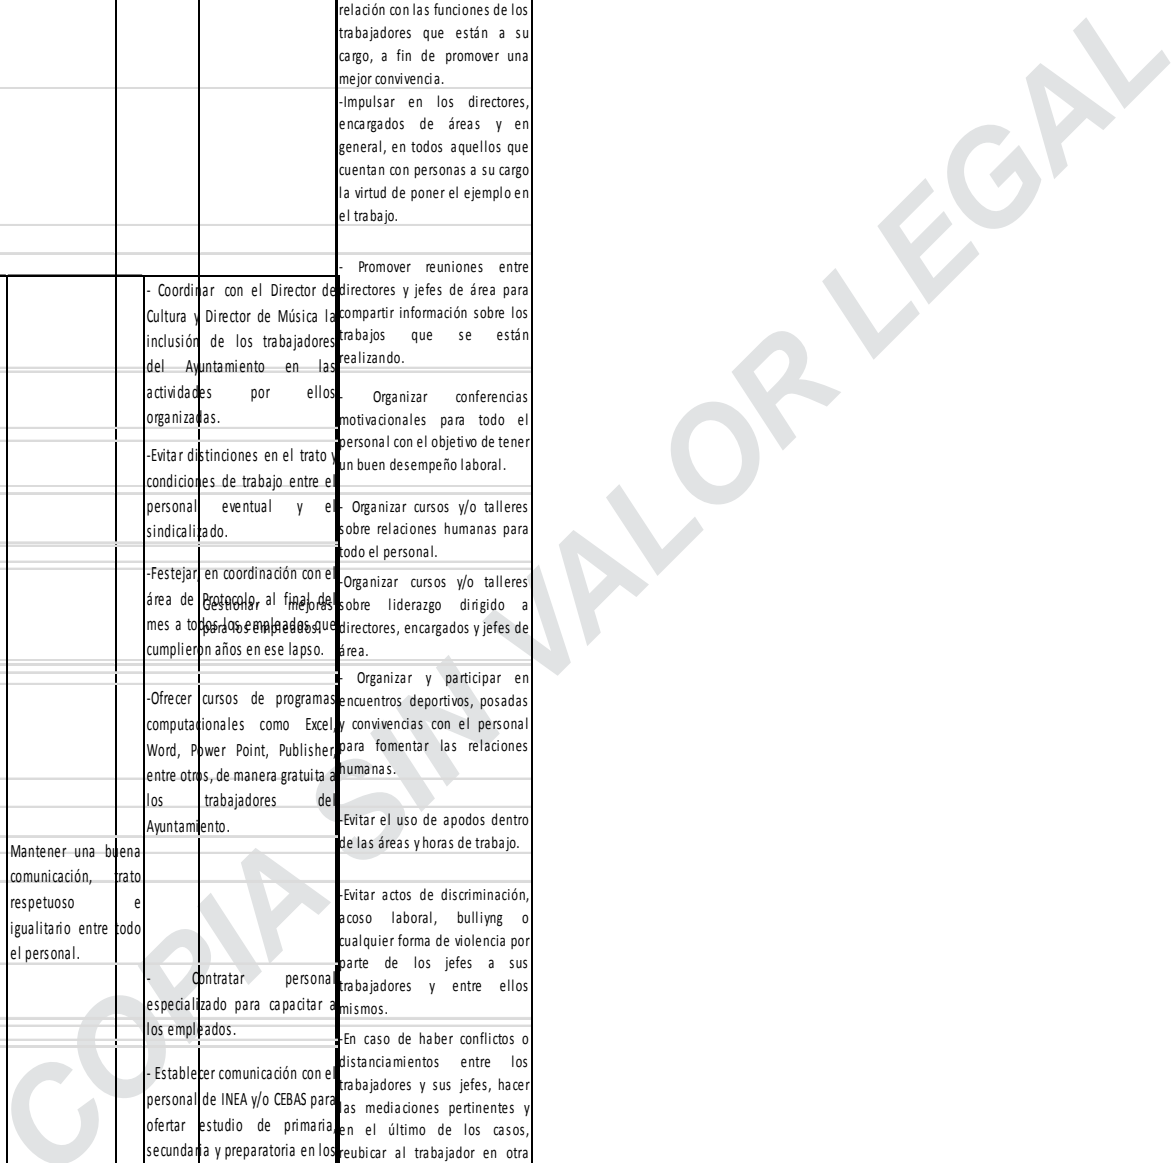 relación con las funciones de los
trabajadores que están a su
cargo, a fin de promover una
mejor convivencia.
-Impulsar en los directores,
encargados de áreas y en
general, en todos aquellos que
cuentan con personas a su cargo
la virtud de poner el ejemplo en
el trabajo.
- Promover reuniones entre
directores y jefes de área para
compartir información sobre los
trabajos que se están
realizando.
- Organizar conferencias
motivacionales para todo el
personal con el objetivo de tener
un buen desempeño laboral.
- Organizar cursos y/o talleres
sobre relaciones humanas para
todo el personal.
-Organizar cursos y/o talleres
sobre liderazgo dirigido a
directores, encargados y jefes de
área.
- Organizar y participar en
encuentros deportivos, posadas
y convivencias con el personal
para fomentar las relaciones
humanas.
-Evitar el uso de apodos dentro
de las áreas y horas de trabajo.
-Evitar actos de discriminación,
acoso laboral, bulliyng o
cualquier forma de violencia por
parte de los jefes a sus
trabajadores y entre ellos
mismos.
-En caso de haber conflictos o
distanciamientos entre los
trabajadores y sus jefes, hacer
las mediaciones pertinentes y
en el último de los casos,
reubicar al trabajador en otra
- Coordinar con el Director de
Cultura y Director de Música la
inclusión de los trabajadores
del Ayuntamiento en las
actividades por ellos
organizadas.
-Evitar distinciones en el trato y
condiciones de trabajo entre el
personal eventual y el
sindicalizado.
-Festejar, en coordinación con el
área de Protocolo, al final del
mes a todos los empleados que
cumplieron años en ese lapso.
Gestionar mejoras
para los empleados.
-Ofrecer cursos de programas
computacionales como Excel,
Word, Power Point, Publisher,
entre otros, de manera gratuita a
los trabajadores del
Ayuntamiento.
- Contratar personal
especializado para capacitar a
los empleados.
- Establecer comunicación con el
personal de INEA y/o CEBAS para
ofertar estudio de primaria,
secundaria y preparatoria en los
Mantener una buena
comunicación, trato
respetuoso e
igualitario entre todo
el personal.
COPIA SIN VALOR LEGAL